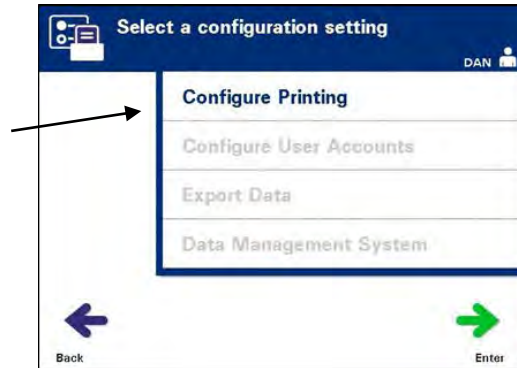 Select a configuration setting
DAN
Configure Printing
Configure User Accounts
Export Data
Data Management System
Back
Enter